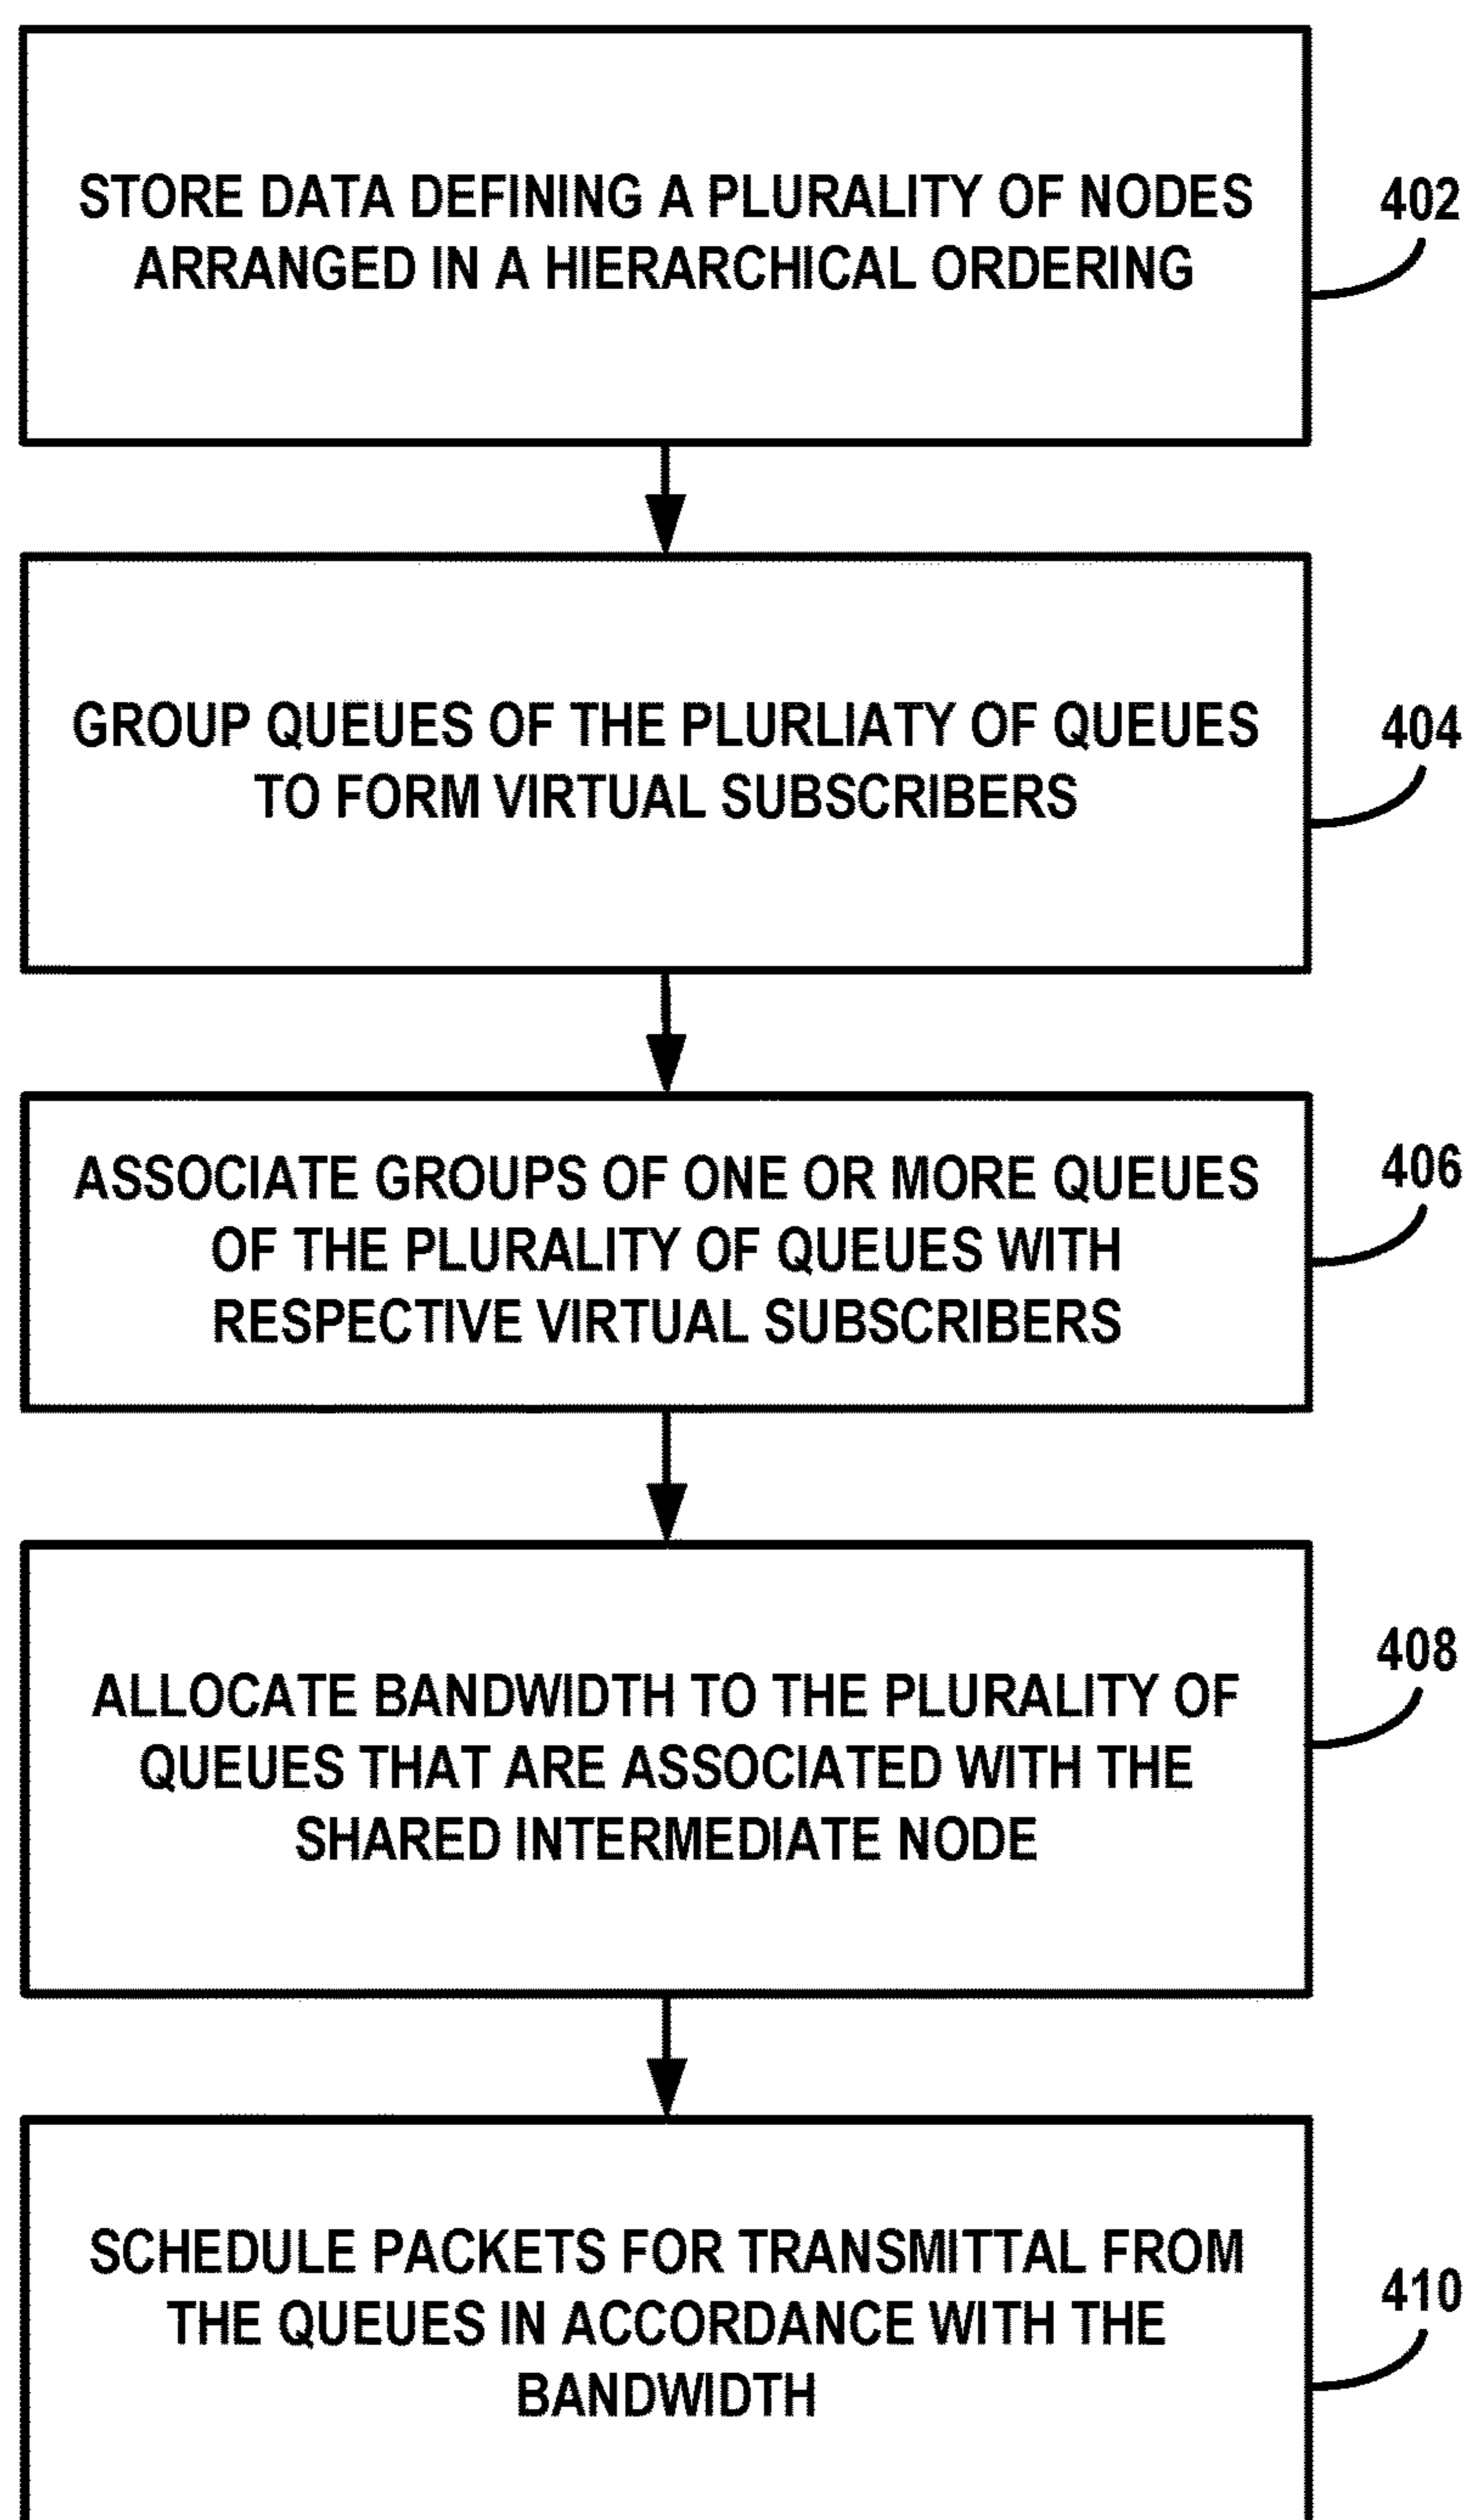 STORE DATA DEFINING A PLURALITY OF NODES
ARRANGED IN A HIERARCHICAL ORDERING
402
GROUP QUEUES OF THE PLURLIATY OF QUEUES
TO FORM VIRTUAL SUBSCRIBERS
404
ASSOCIATE GROUPS OF ONE OR MORE QUEUES
OF THE PLURALITY OF QUEUES WITH
RESPECTIVE VIRTUAL SUBSCRIBERS
406
ALLOCATE BANDWIDTH TO THE PLURALITY OF
QUEUES THAT ARE ASSOCIATED WITH THE
SHARED INTERMEDIATE NODE
408
SCHEDULE PACKETS FOR TRANSMITTAL FROM
THE QUEUES IN ACCORDANCE WITH THE
BANDWIDTH
410